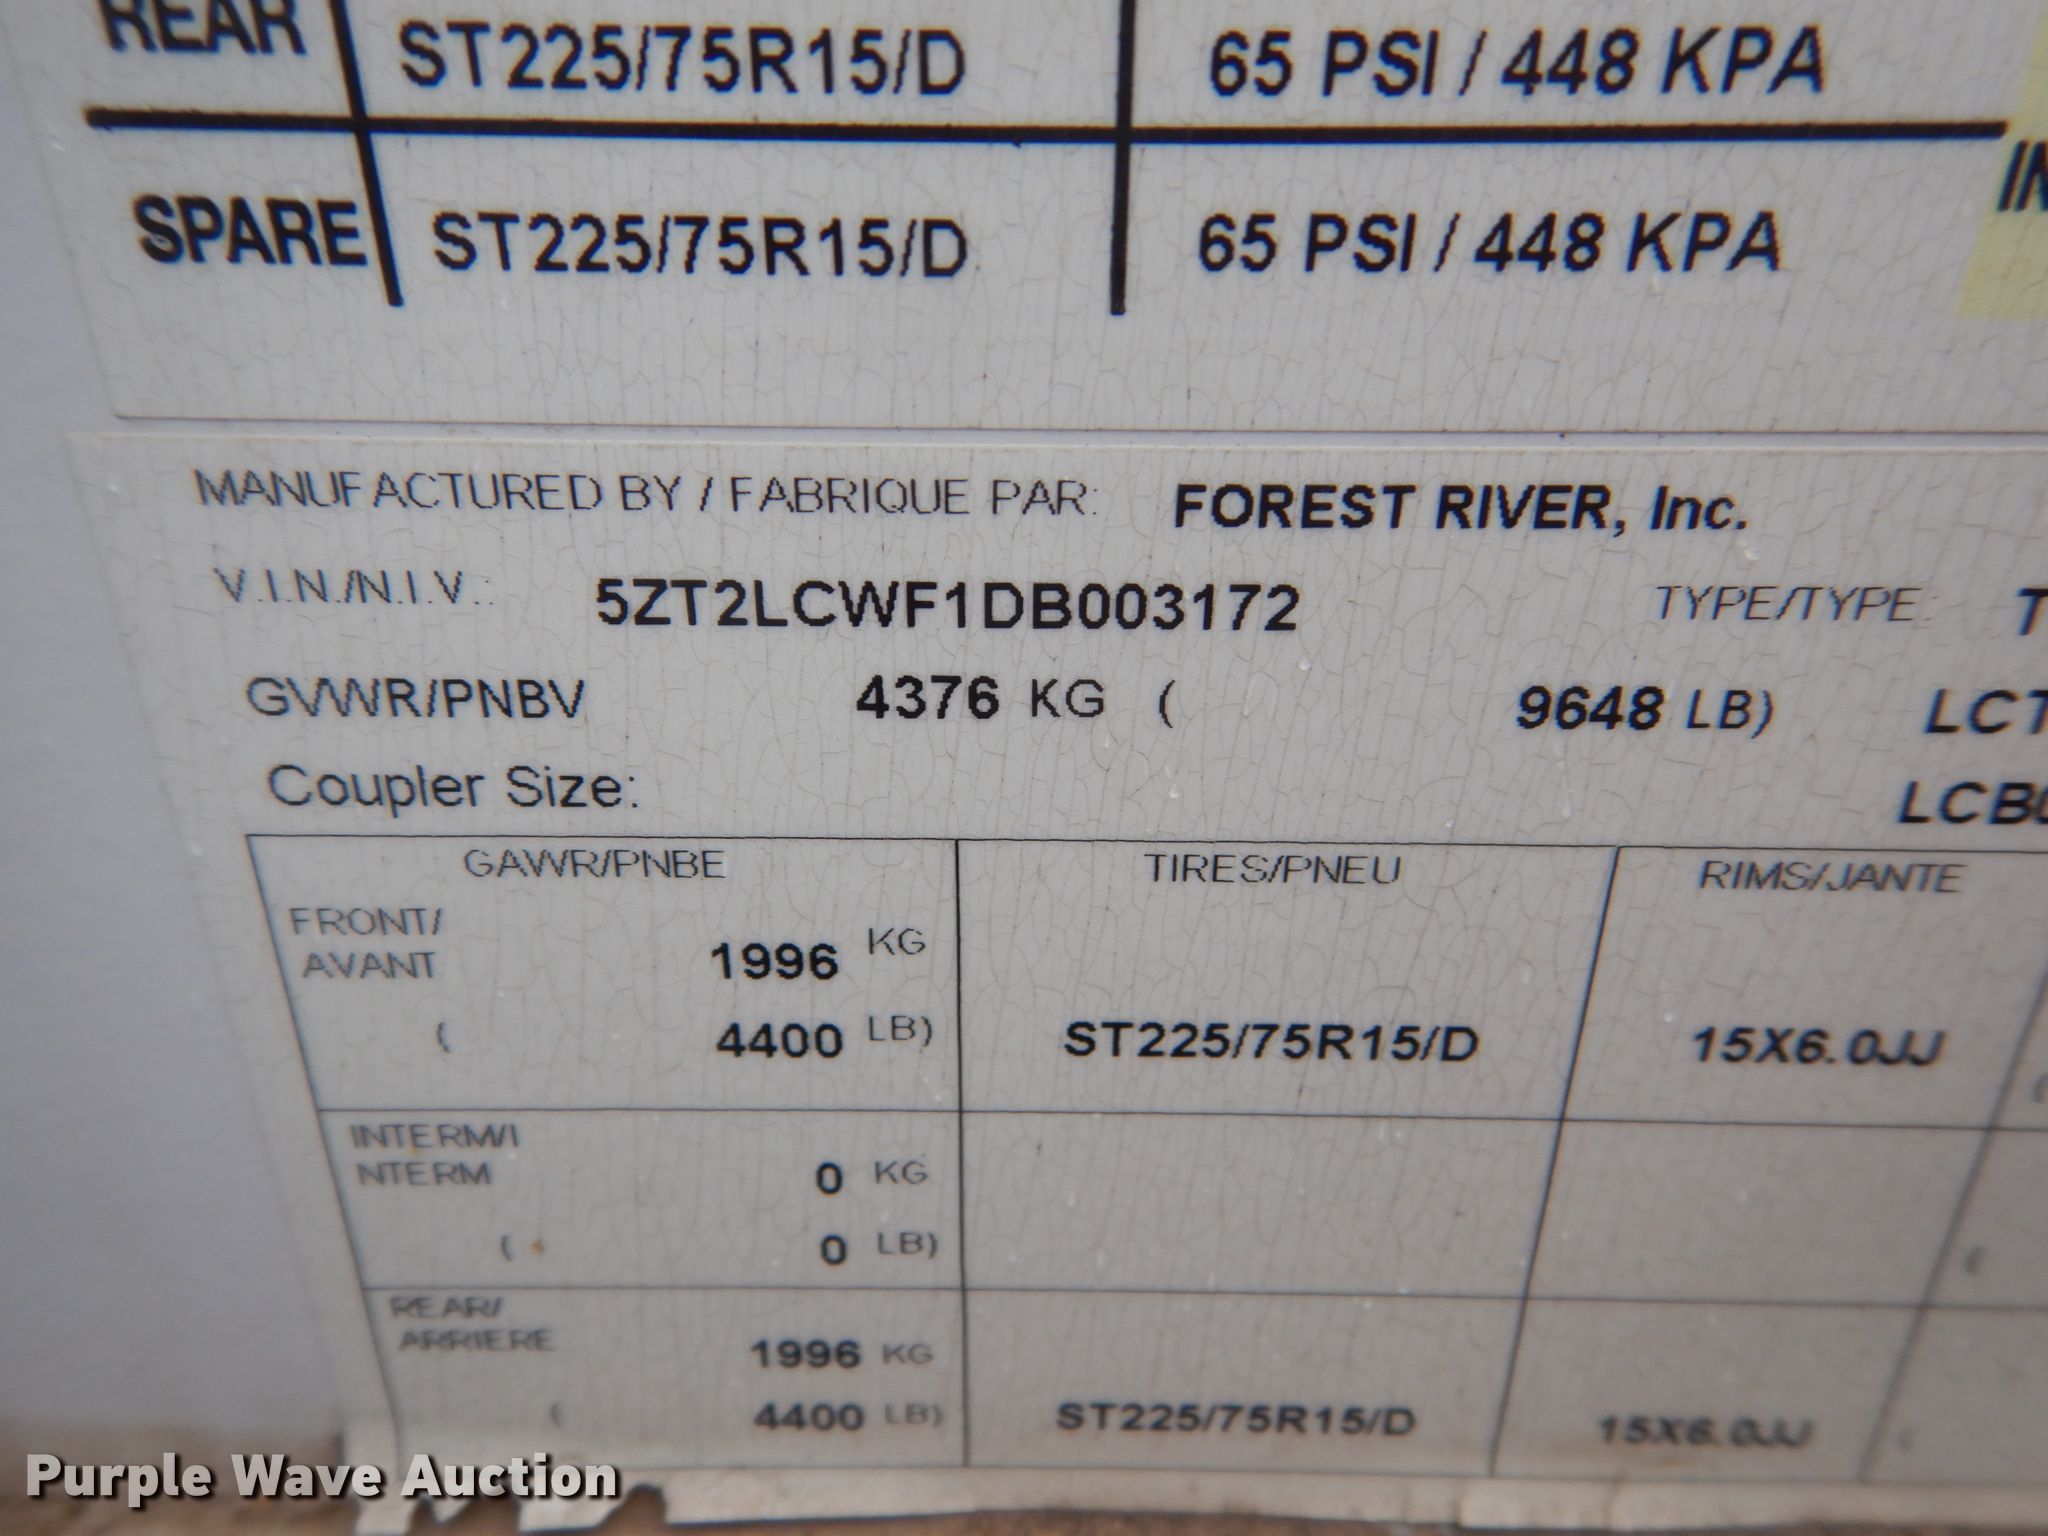 REAR ST225/75R15/D 65 PSI / 448 KPA
SPARE ST225/75R15/D 65 PSI / 448 KPA
MANUFACTURED BY / FABRIQUE PAR: FOREST RIVER, Inc.
V.I.N./N.I.V.: 5ZT2LCWF1DB003172 TYPE/TYPE:
GVWR/PNBV 4376 KG ( 9648 LB)
Coupler Size:
GAWR/PNBE TIRES/PNEU RIMS/JANTE
FRONT/
AVANT 1996 KG
( 4400 LB) ST225/75R15/D 15X6.0JJ
INTERM/I
NTERM 0 KG
( 0 LB)
REAR/
ARRIERE 1996 KG
( 4400 LB) ST225/75R15/D 15X6.0JJ
Purple Wave Auction